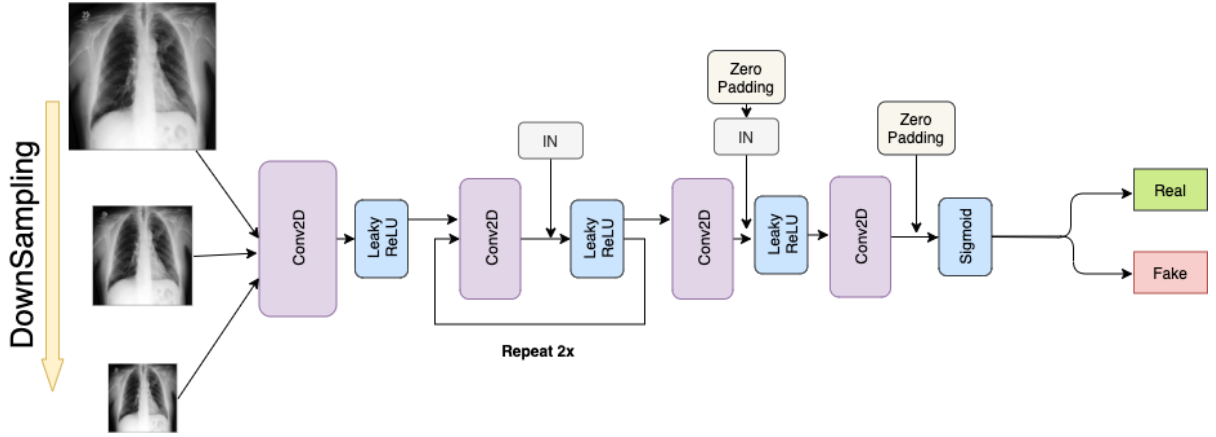 DownSampling
Conv2D
Leaky
ReLU
Conv2D
IN
Leaky
ReLU
Repeat 2x
Conv2D
Zero
Padding
IN
Leaky
ReLU
Conv2D
Zero
Padding
Sigmoid
Real
Fake